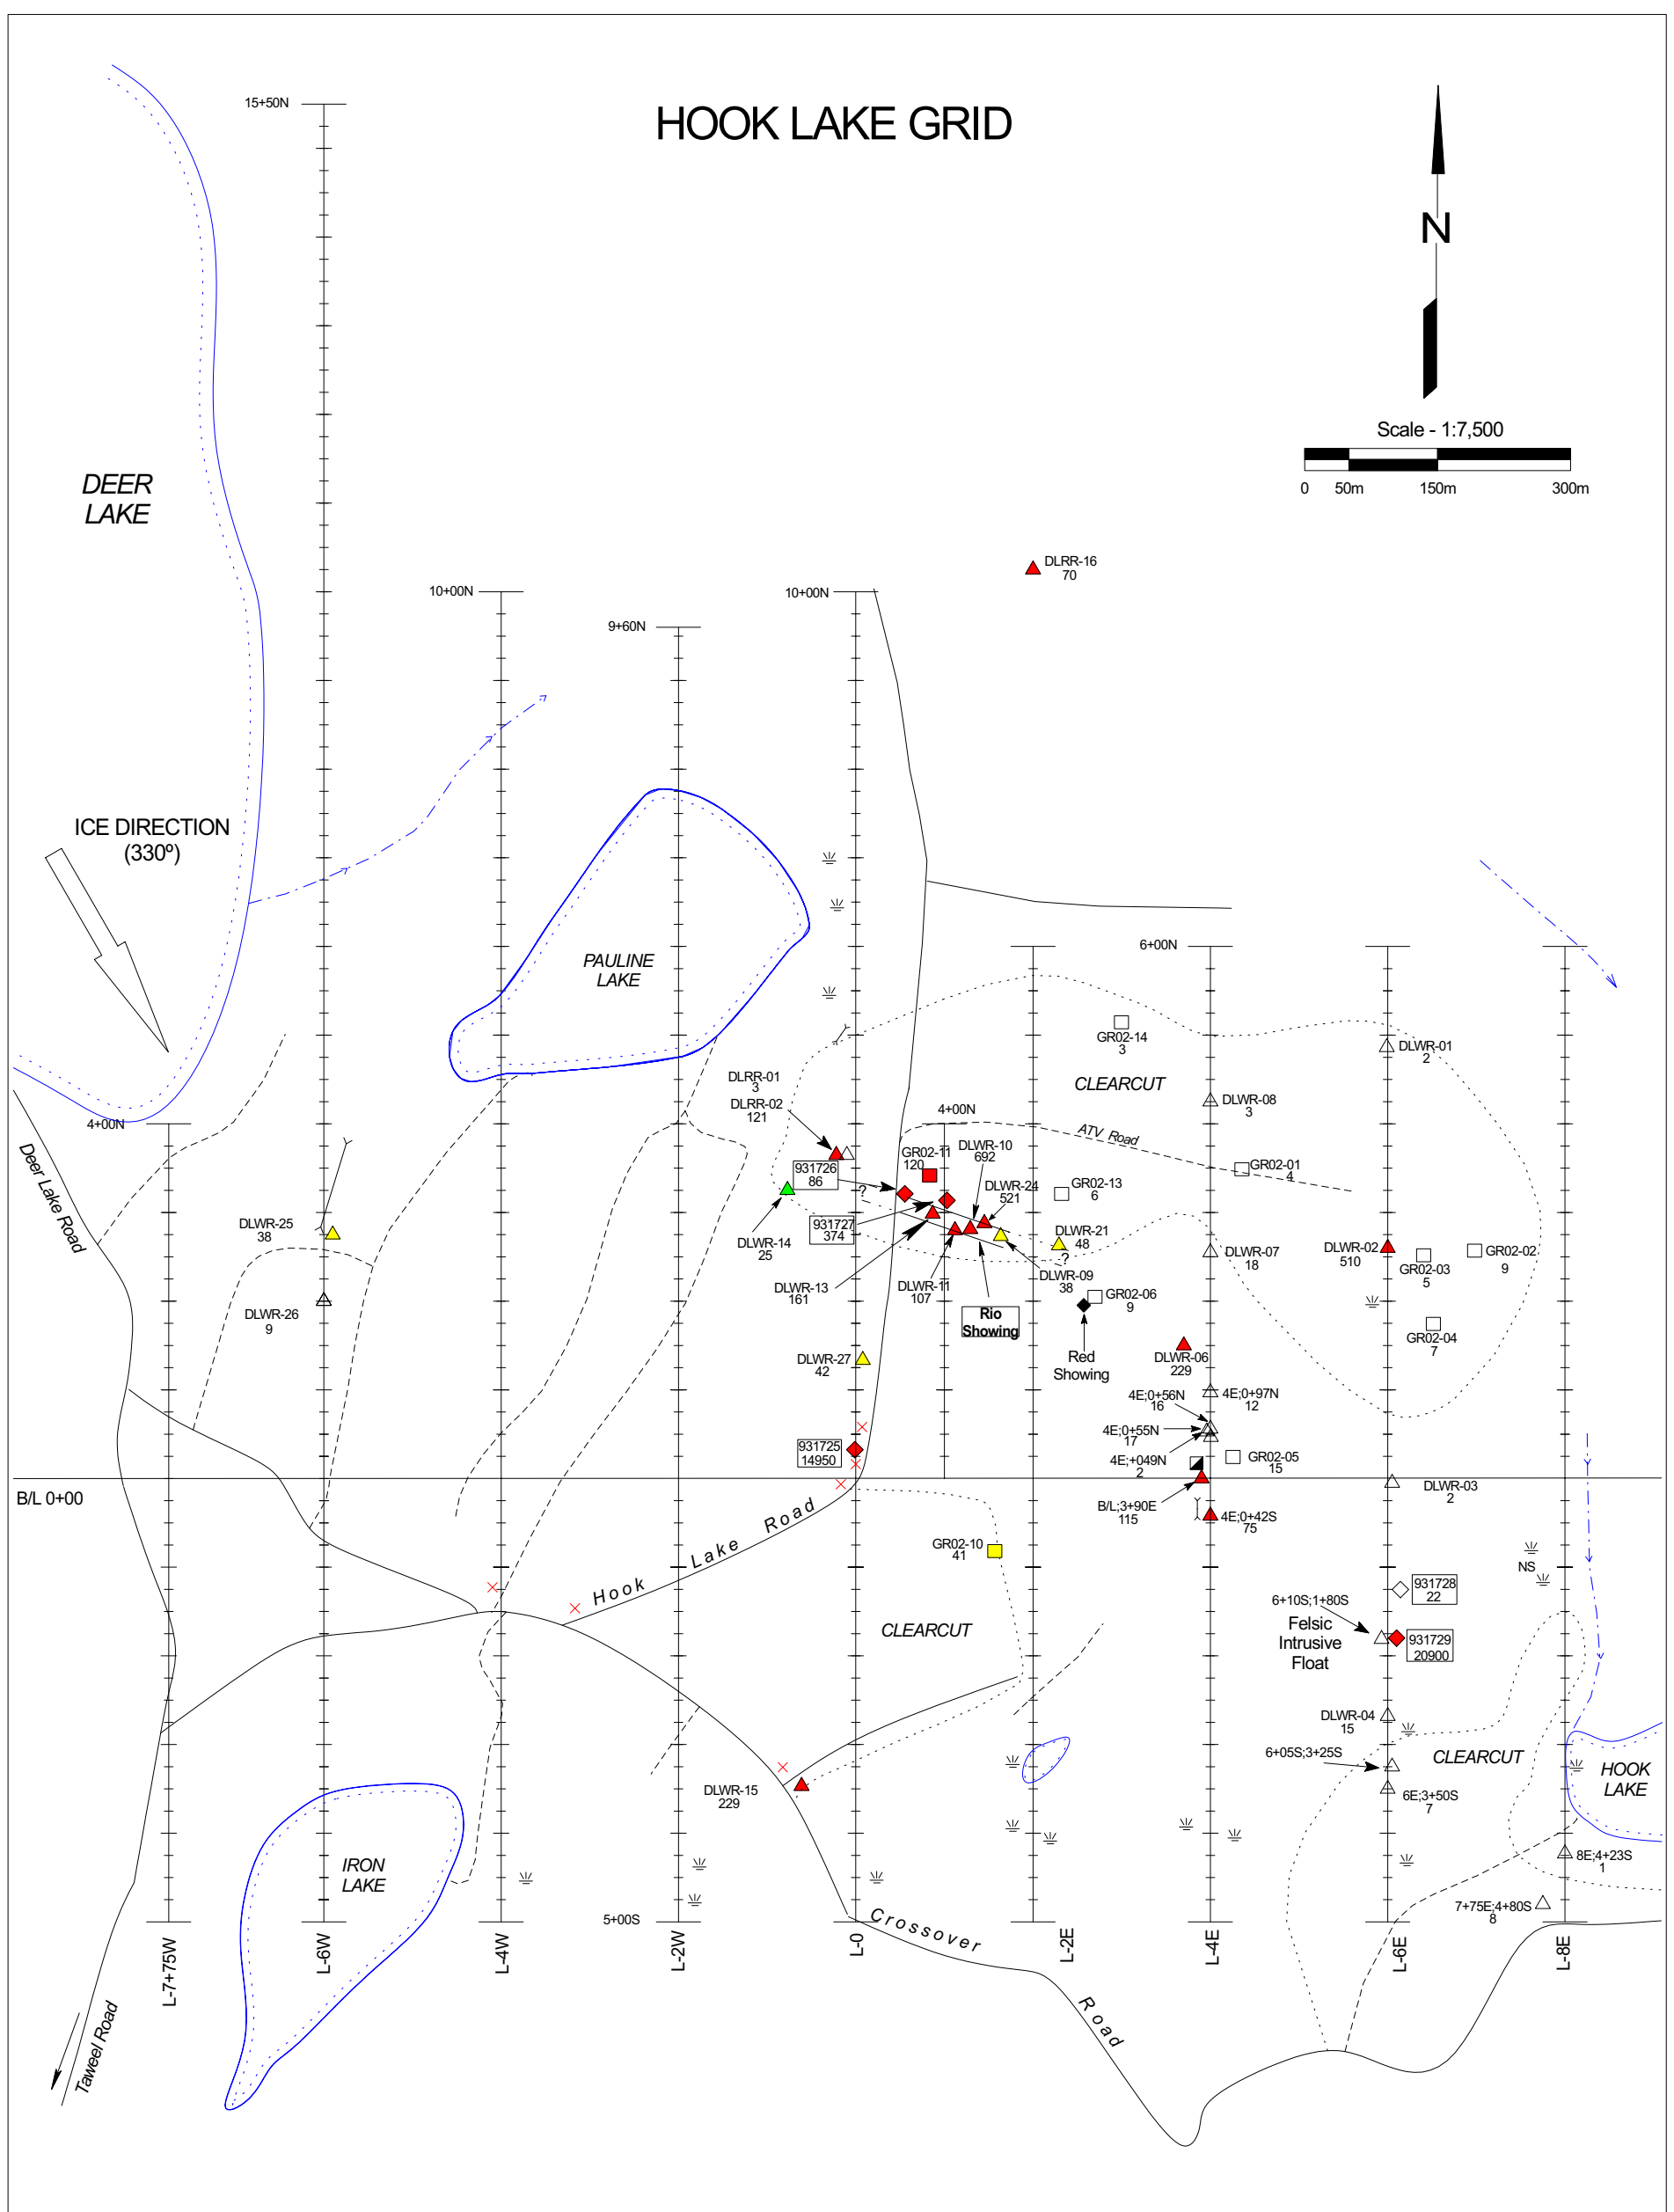 HOOK LAKE GRID
15+50N
N
Scale - 1:7,500
0 50m 150m 300m
DEER
LAKE
DLRR-16
70
10+00N
10+00N
9+60N
ICE DIRECTION
(330º)
PAULINE
LAKE
6+00N
GR02-14
3
DLWR-01
2
CLEARCUT
DLRR-01
3
DLRR-02
121
DLWR-08
3
4+00N
4+00N
ATV Road
Deer Lake Road
GR02-11
120
DLWR-10
692
931726
86
?
GR02-01
4
DLWR-24
521
GR02-13
6
DLWR-25
38
931727
374
DLWR-14
25
DLWR-21
48
?
DLWR-07
18
DLWR-02
510
GR02-03
5
GR02-02
9
DLWR-13
161
DLWR-11
107
DLWR-09
38
GR02-06
9
Rio
Showing
DLWR-26
9
GR02-04
7
DLWR-27
42
Red
Showing
DLWR-06
229
4E;0+97N
12
4E;0+56N
16
4E;0+55N
17
931725
14950
4E;+049N
2
GR02-05
15
B/L 0+00
DLWR-03
2
B/L;3+90E
115
4E;0+42S
75
Hook Lake Road
GR02-10
41
NS
931728
22
6+10S;1+80S
Felsic
Intrusive
Float
931729
20900
CLEARCUT
DLWR-04
15
6+05S;3+25S
CLEARCUT
HOOK
LAKE
DLWR-15
229
6E;3+50S
7
IRON
LAKE
8E;4+23S
1
7+75E;4+80S
8
5+00S
Crossover Road
L-7+75W
L-6W
L-4W
L-2W
L-0
L-2E
L-4E
L-6E
L-8E
Taweel Road